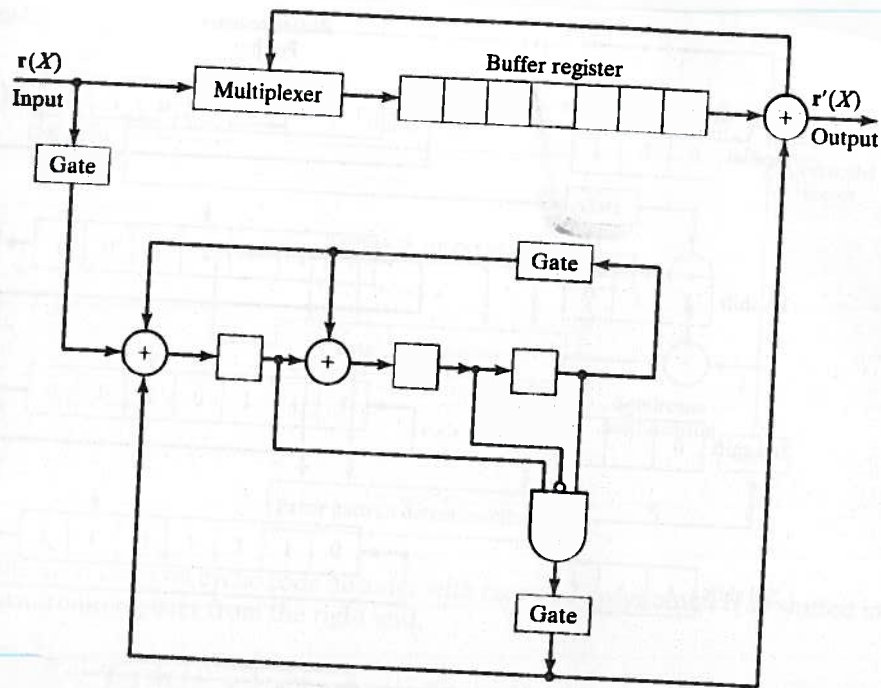 r(X)
Input
Multiplexer
Buffer register
r′(X)
Output
Gate
Gate
Gate